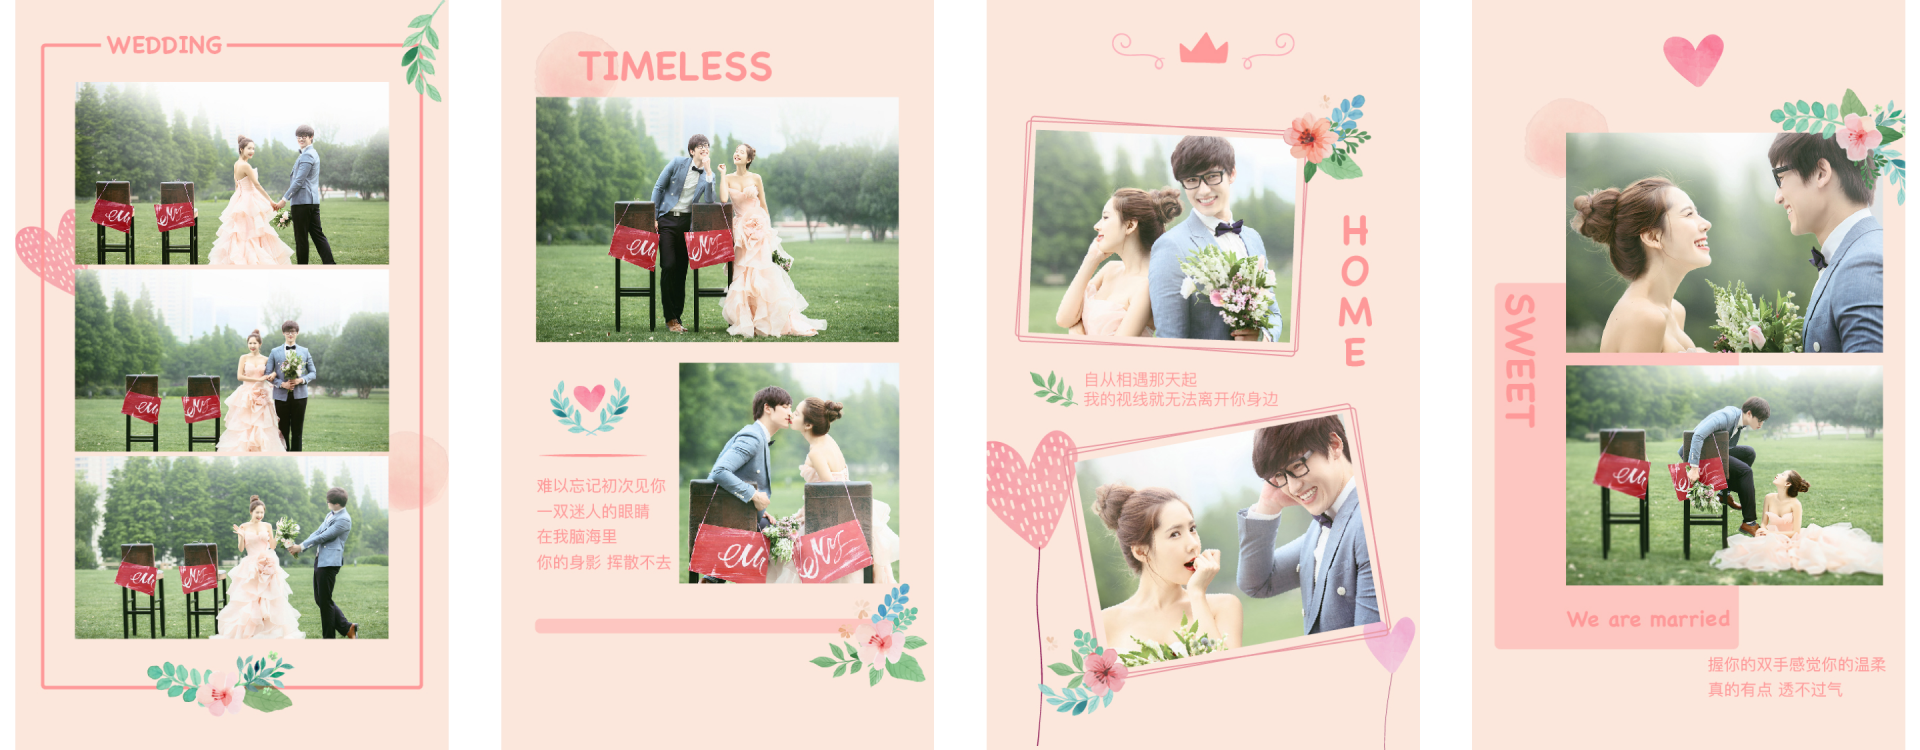 WEDDING
Mr
Mr
Mr
TIMELESS
难以忘记初次见你
一双迷人的眼睛
在我脑海里
你的身影 挥散不去
HOME
自从相遇那天起
我的视线就无法离开你身边
SWEET
We are married
握你的双手感觉你的温柔
真的有点 透不过气